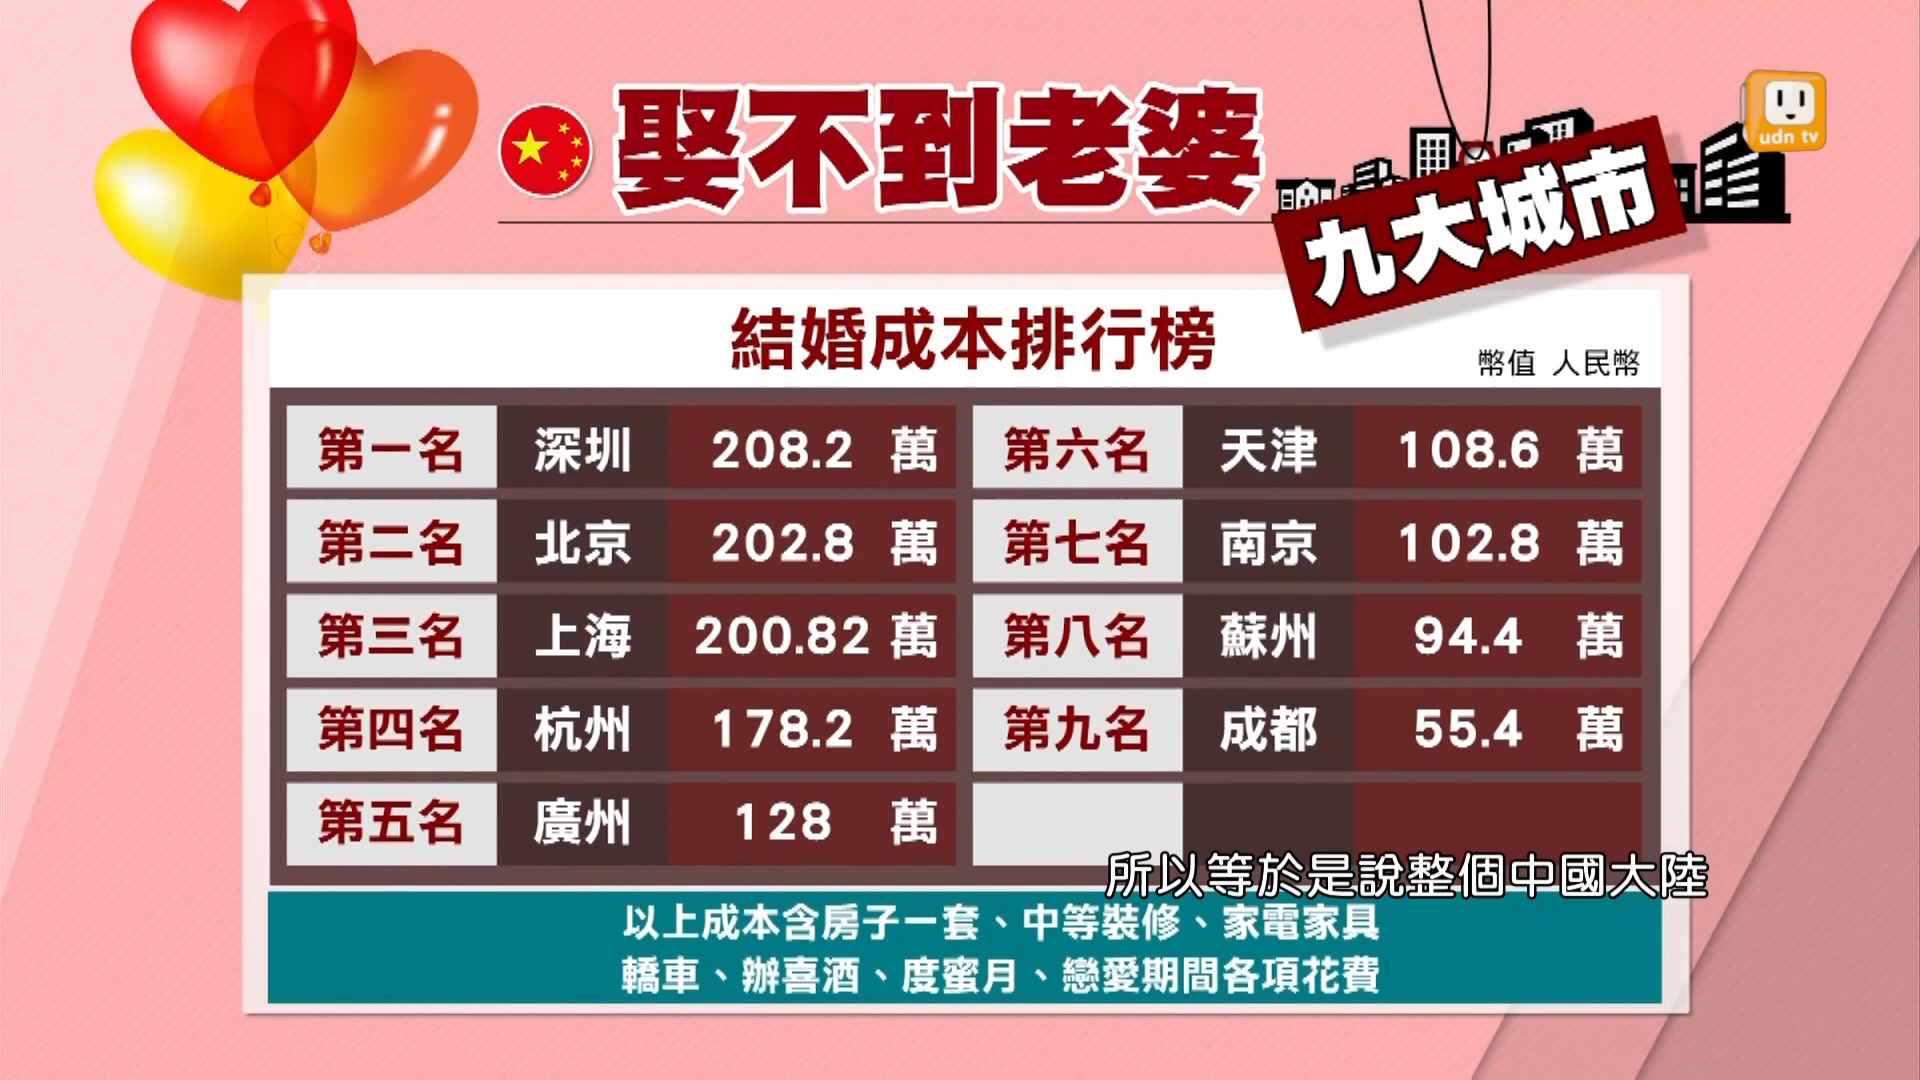 娶不到老婆
九大城市
udn tv
結婚成本排行榜
幣值 人民幣
第一名 深圳 208.2 萬
第二名 北京 202.8 萬
第三名 上海 200.82 萬
第四名 杭州 178.2 萬
第五名 廣州 128 萬
第六名 天津 108.6 萬
第七名 南京 102.8 萬
第八名 蘇州 94.4 萬
第九名 成都 55.4 萬
所以等於是說整個中國大陸
以上成本含房子一套、中等裝修、家電家具
轎車、辦喜酒、度蜜月、戀愛期間各項花費